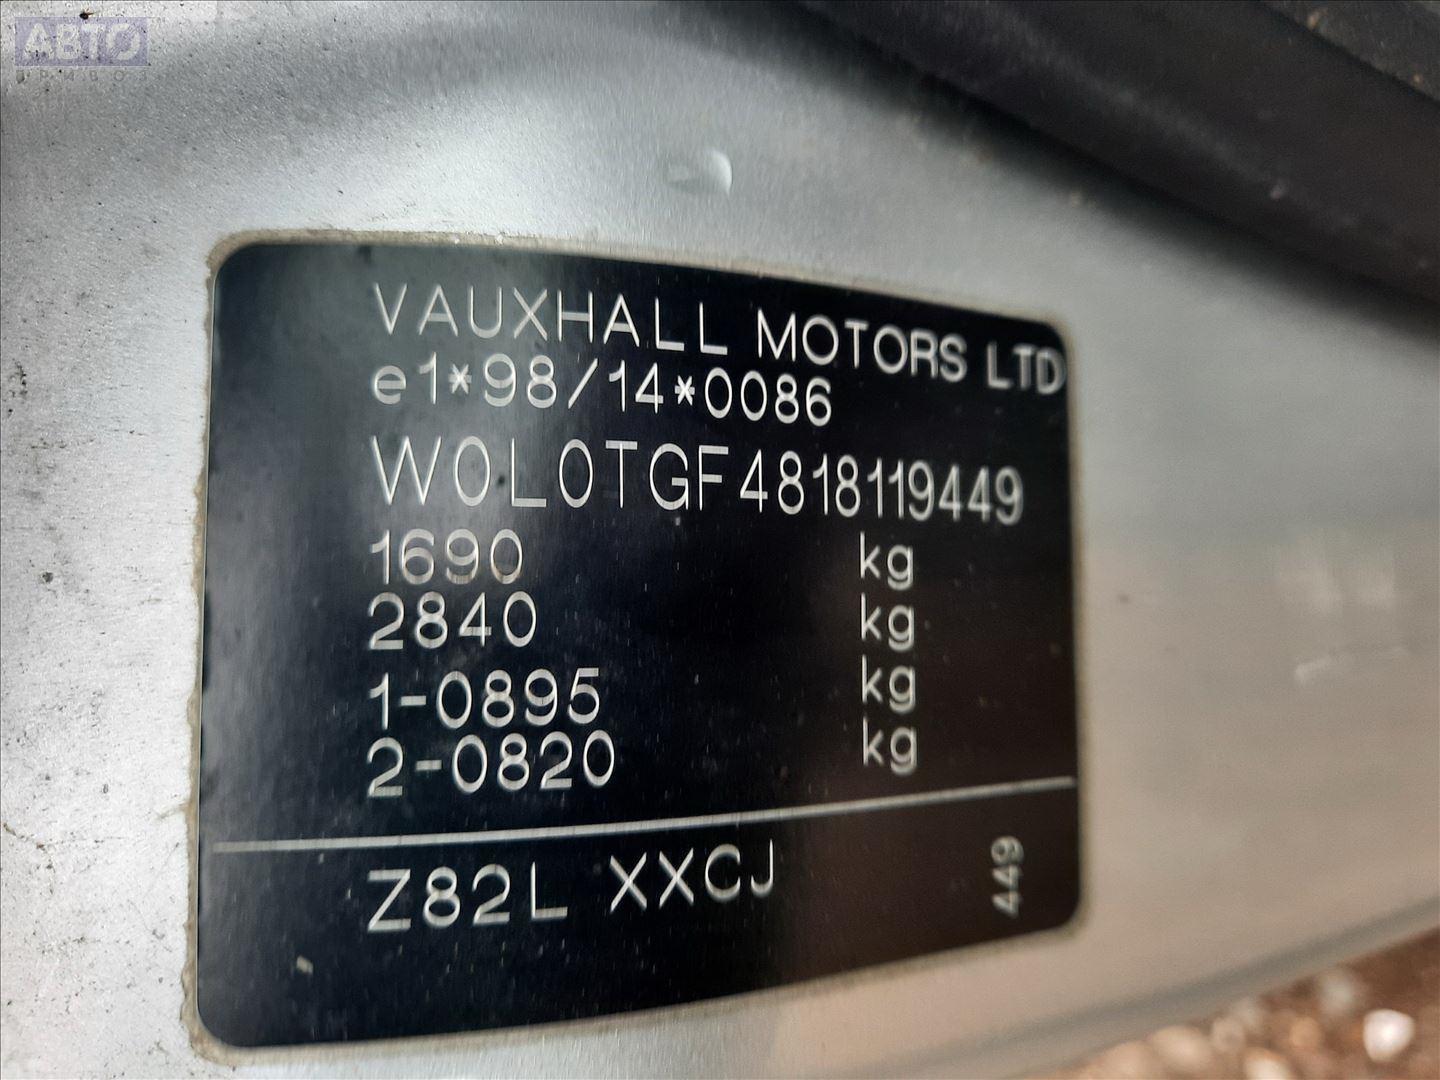 АВТО
ПРИВОЗ
VAUXHALL MOTORS LTD
e1*98/14*0086
W0L0TGF4818119449
1690 kg
2840 kg
1-0895 kg
2-0820 kg
Z82L XXCJ 449